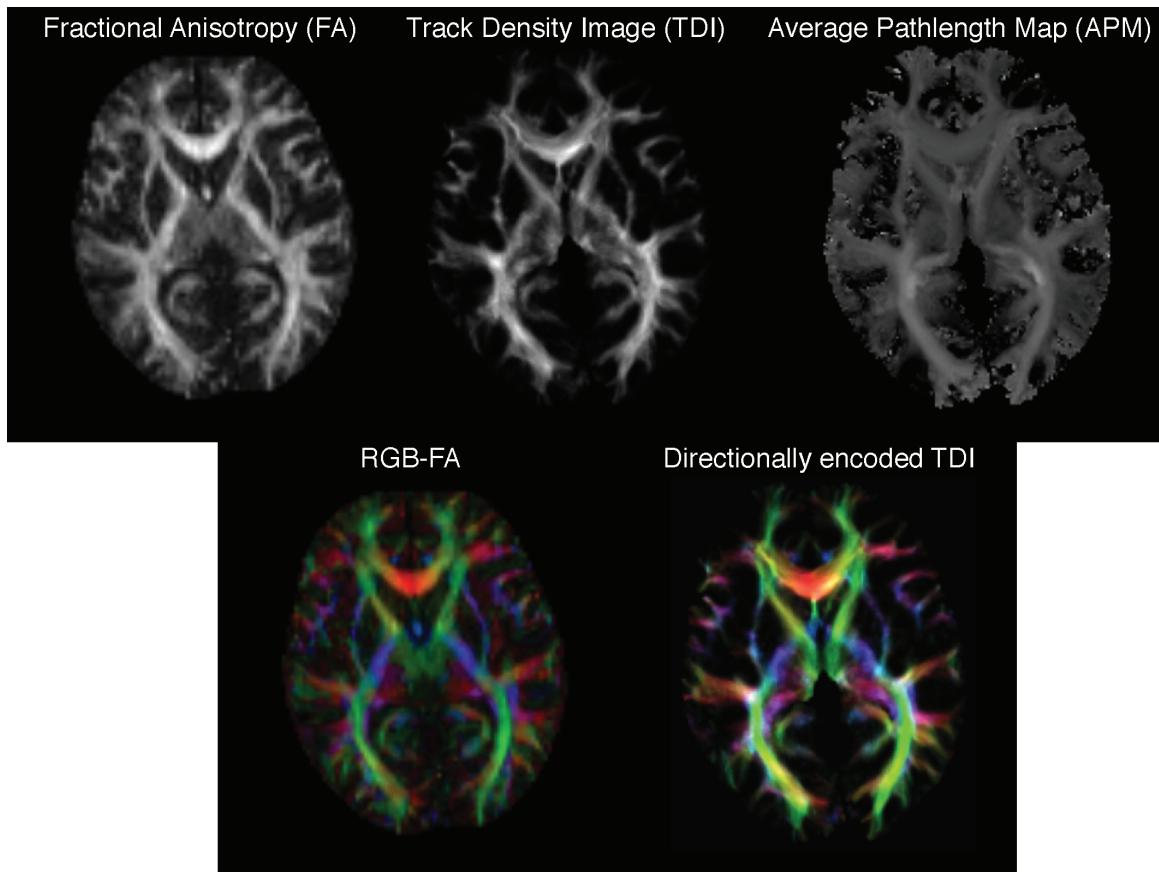 Fractional Anisotropy (FA)
Track Density Image (TDI)
Average Pathlength Map (APM)
RGB-FA
Directionally encoded TDI